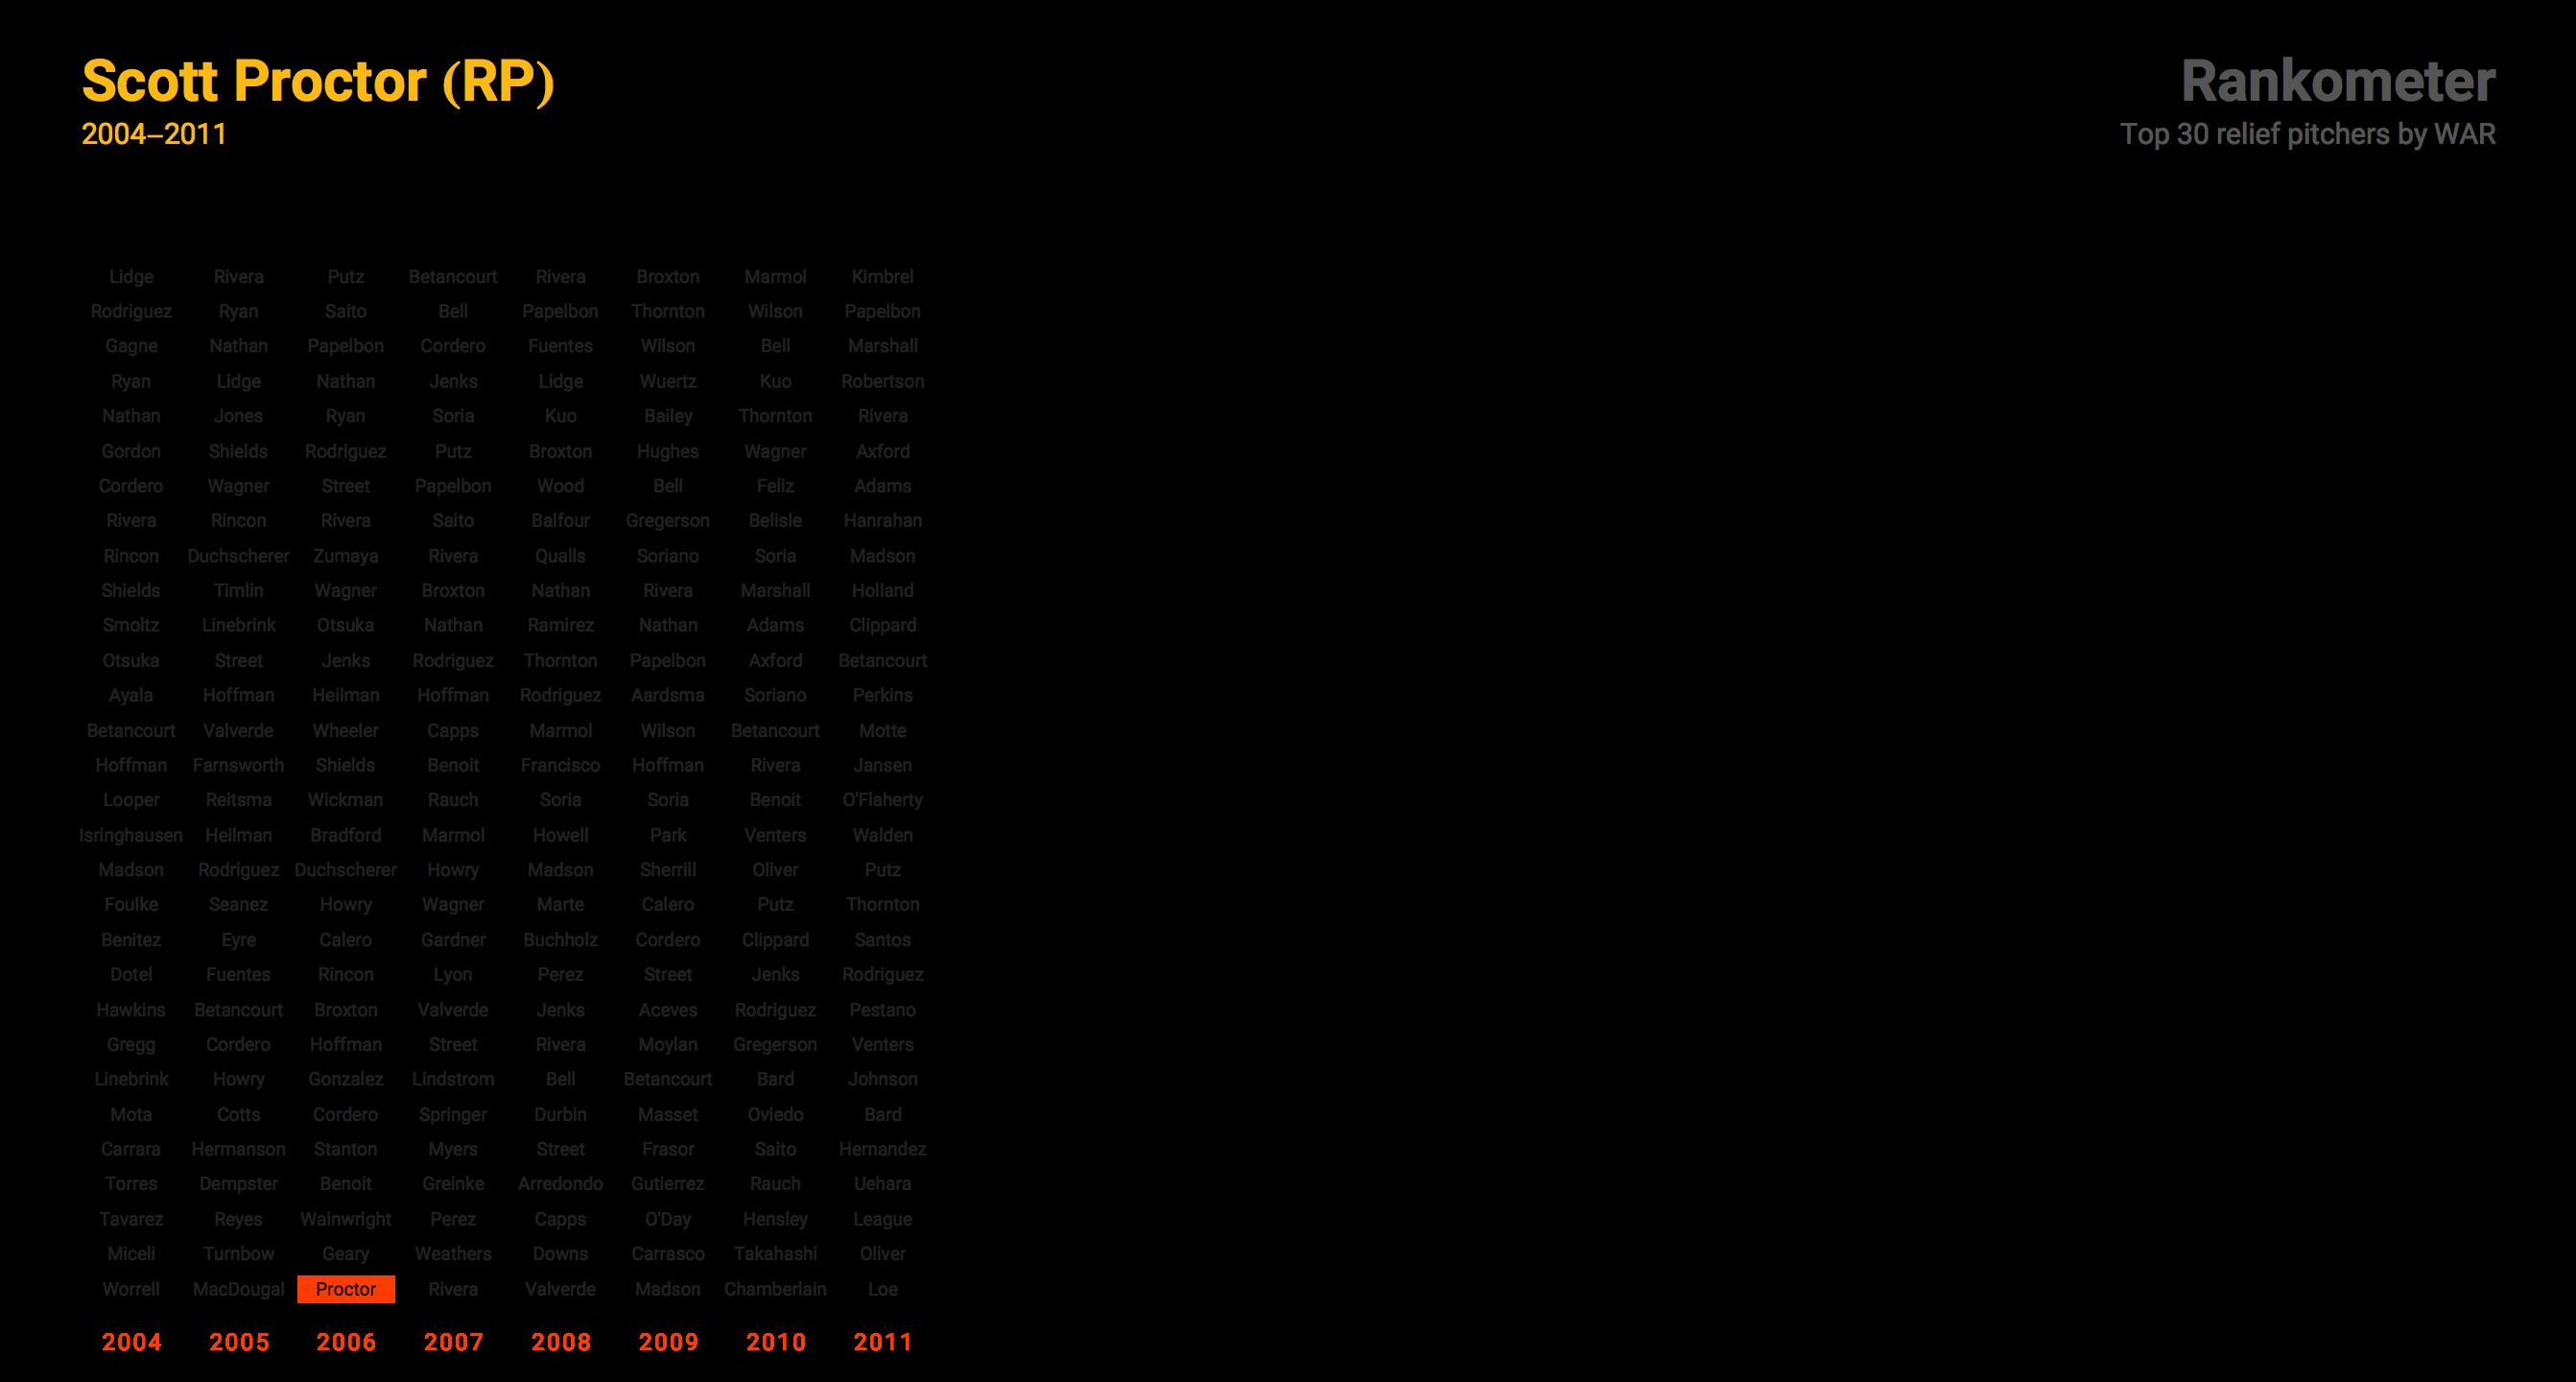 Scott Proctor (RP)
2004–2011
Rankometer
Top 30 relief pitchers by WAR
Lidge Rivera Putz Betancourt Rivera Broxton Marmol Kimbrel
Rodriguez Ryan Saito Bell Papelbon Thornton Wilson Papelbon
Gagne Nathan Papelbon Cordero Fuentes Wilson Bell Marshall
Ryan Lidge Nathan Jenks Lidge Wuertz Kuo Robertson
Nathan Jones Ryan Soria Kuo Bailey Thornton Rivera
Gordon Shields Rodriguez Putz Broxton Hughes Wagner Axford
Cordero Wagner Street Papelbon Wood Bell Feliz Adams
Rivera Rincon Rivera Saito Balfour Gregerson Belisle Hanrahan
Rincon Duchscherer Zumaya Rivera Qualls Soriano Soria Madson
Shields Timlin Wagner Broxton Nathan Rivera Marshall Holland
Smoltz Linebrink Otsuka Nathan Ramirez Nathan Adams Clippard
Otsuka Street Jenks Rodriguez Thornton Papelbon Axford Betancourt
Ayala Hoffman Heilman Hoffman Rodriguez Aardsma Soriano Perkins
Betancourt Valverde Wheeler Capps Marmol Wilson Betancourt Motte
Hoffman Farnsworth Shields Benoit Francisco Hoffman Rivera Jansen
Looper Reitsma Wickman Rauch Soria Soria Benoit O'Flaherty
Isringhausen Heilman Bradford Marmol Howell Park Venters Walden
Madson Rodriguez Duchscherer Howry Madson Sherrill Oliver Putz
Foulke Seanez Howry Wagner Marte Calero Putz Thornton
Benitez Eyre Calero Gardner Buchholz Cordero Clippard Santos
Dotel Fuentes Rincon Lyon Perez Street Jenks Rodriguez
Hawkins Betancourt Broxton Valverde Jenks Aceves Rodriguez Pestano
Gregg Cordero Hoffman Street Rivera Moylan Gregerson Venters
Linebrink Howry Gonzalez Lindstrom Bell Betancourt Bard Johnson
Mota Cotts Cordero Springer Durbin Masset Oviedo Bard
Carrara Hermanson Stanton Myers Street Frasor Saito Hernandez
Torres Dempster Benoit Greinke Arredondo Gutierrez Rauch Uehara
Tavarez Reyes Wainwright Perez Capps O'Day Hensley League
Miceli Turnbow Geary Weathers Downs Carrasco Takahashi Oliver
Worrell MacDougal Proctor Rivera Valverde Madson Chamberlain Loe
2004 2005 2006 2007 2008 2009 2010 2011